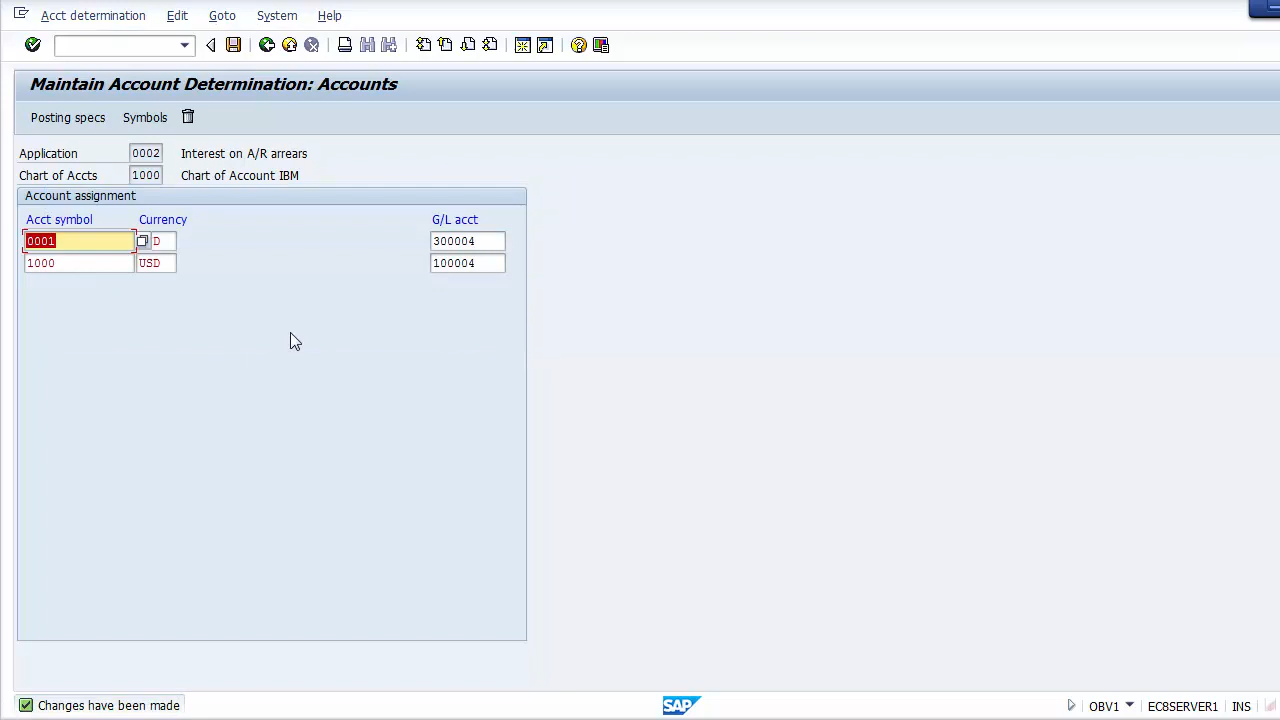 Acct determination Edit Goto System Help
Maintain Account Determination: Accounts
Posting specs Symbols
Application 0002 Interest on A/R arrears
Chart of Accts 1000 Chart of Account IBM
Account assignment
Acct symbol Currency G/L acct
0001 D 300004
1000 USD 100004
Changes have been made SAP OBV1 EC8SERVER1 INS